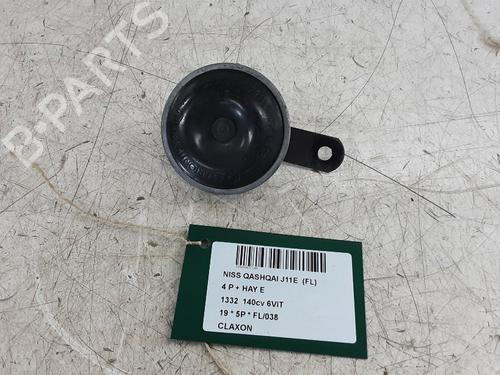 B-PARTS
NISS QASHQAI J11E (FL)
4 P + HAY E
1332 140cv 6VIT
19 * 5P * FL/038
CLAXON